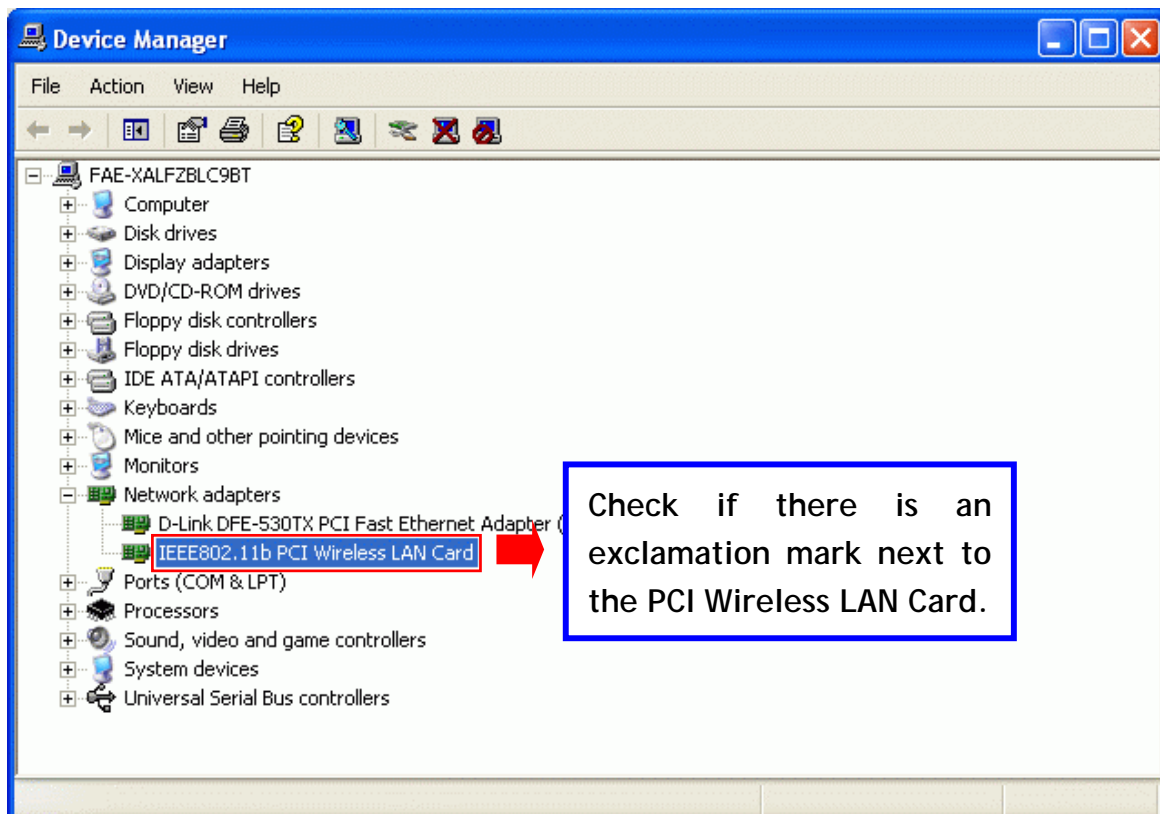 Device Manager
File Action View Help
FAE-XALFZBLC9BT
Computer
Disk drives
Display adapters
DVD/CD-ROM drives
Floppy disk controllers
Floppy disk drives
IDE ATA/ATAPI controllers
Keyboards
Mice and other pointing devices
Monitors
Network adapters
D-Link DFE-530TX PCI Fast Ethernet Adapter (
IEEE802.11b PCI Wireless LAN Card
Ports (COM & LPT)
Processors
Sound, video and game controllers
System devices
Universal Serial Bus controllers
Check if there is an
exclamation mark next to
the PCI Wireless LAN Card.